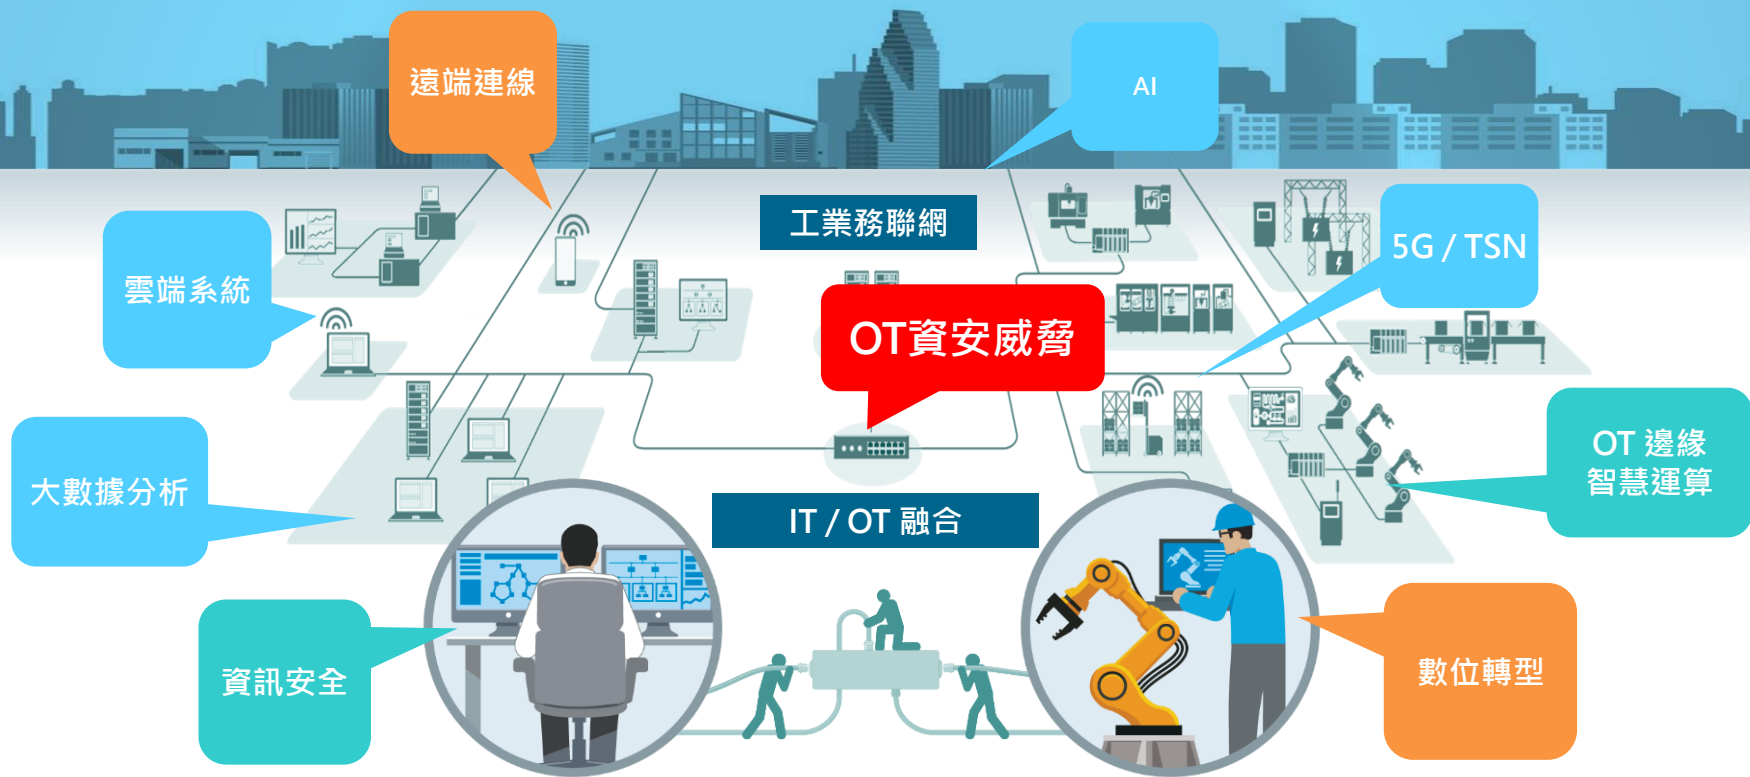 遠端連線
AI
工業務聯網
雲端系統
5G / TSN
OT資安威脅
大數據分析
OT 邊緣
智慧運算
IT / OT 融合
資訊安全
數位轉型